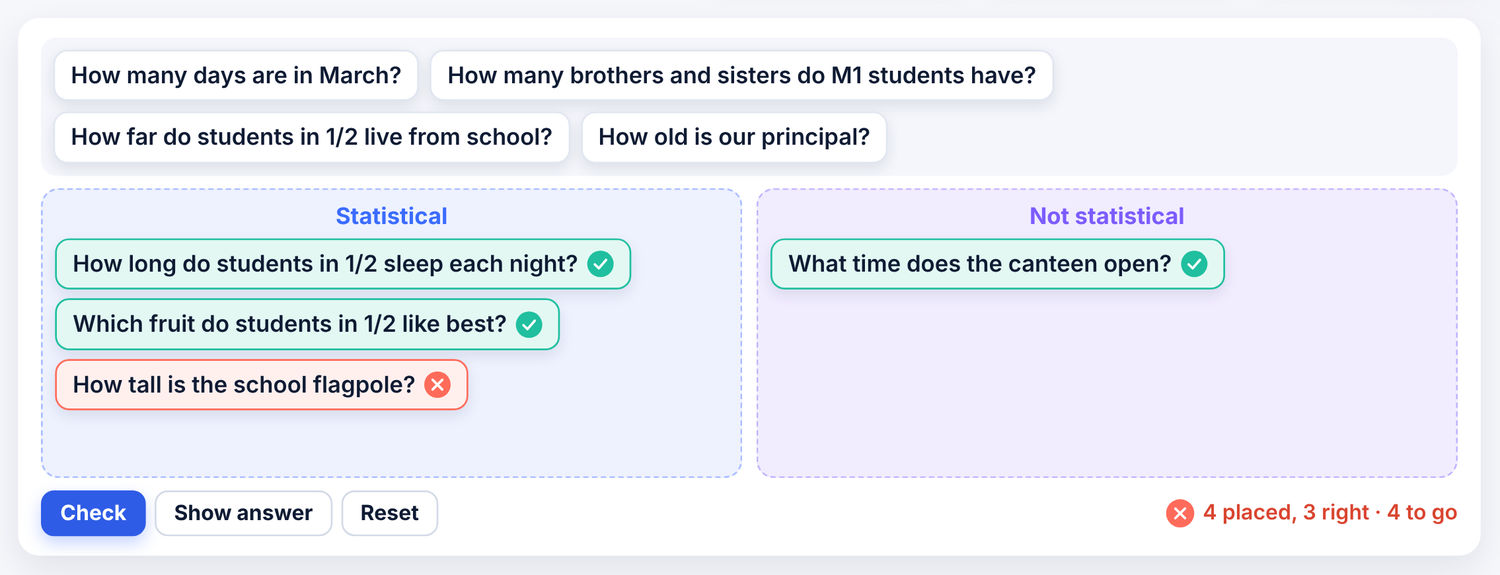 How many days are in March? How many brothers and sisters do M1 students have?
How far do students in 1/2 live from school? How old is our principal?
Statistical
How long do students in 1/2 sleep each night?
Which fruit do students in 1/2 like best?
How tall is the school flagpole?
Not statistical
What time does the canteen open?
Check Show answer Reset 4 placed, 3 right · 4 to go